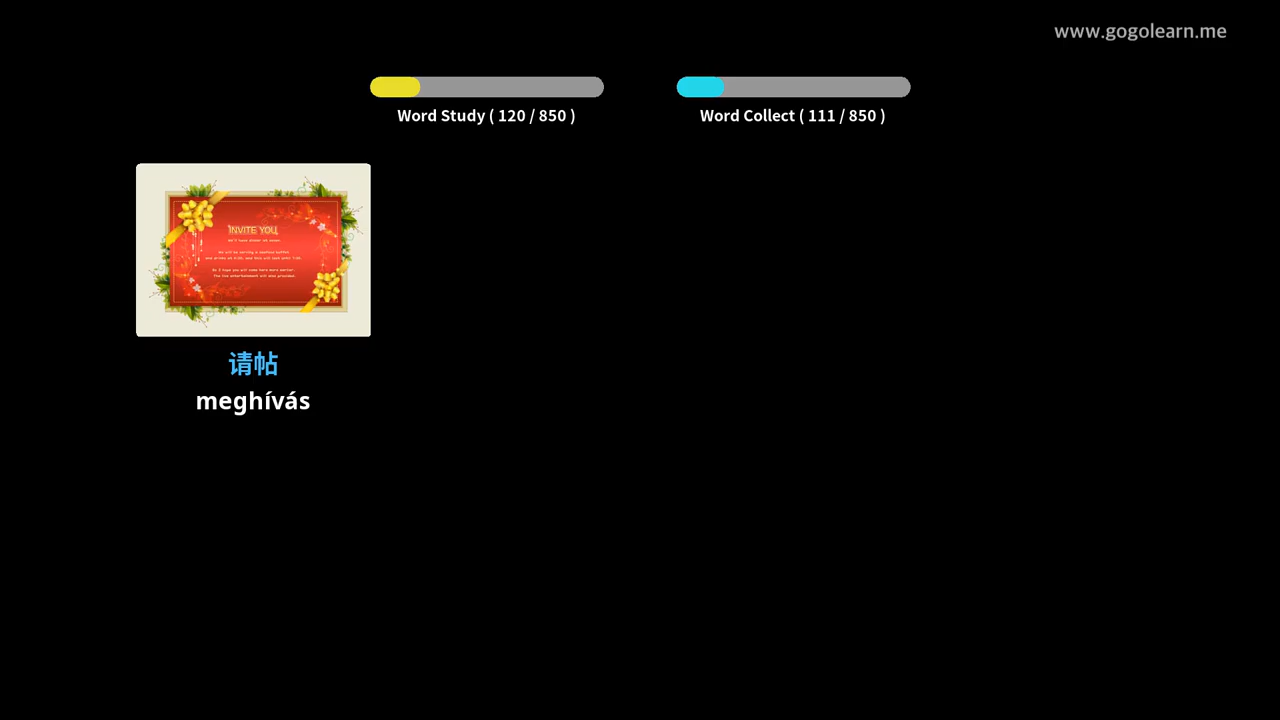 www.gogolearn.me
Word Study ( 120 / 850 )
Word Collect ( 111 / 850 )
INVITE YOU
请帖
meghívás